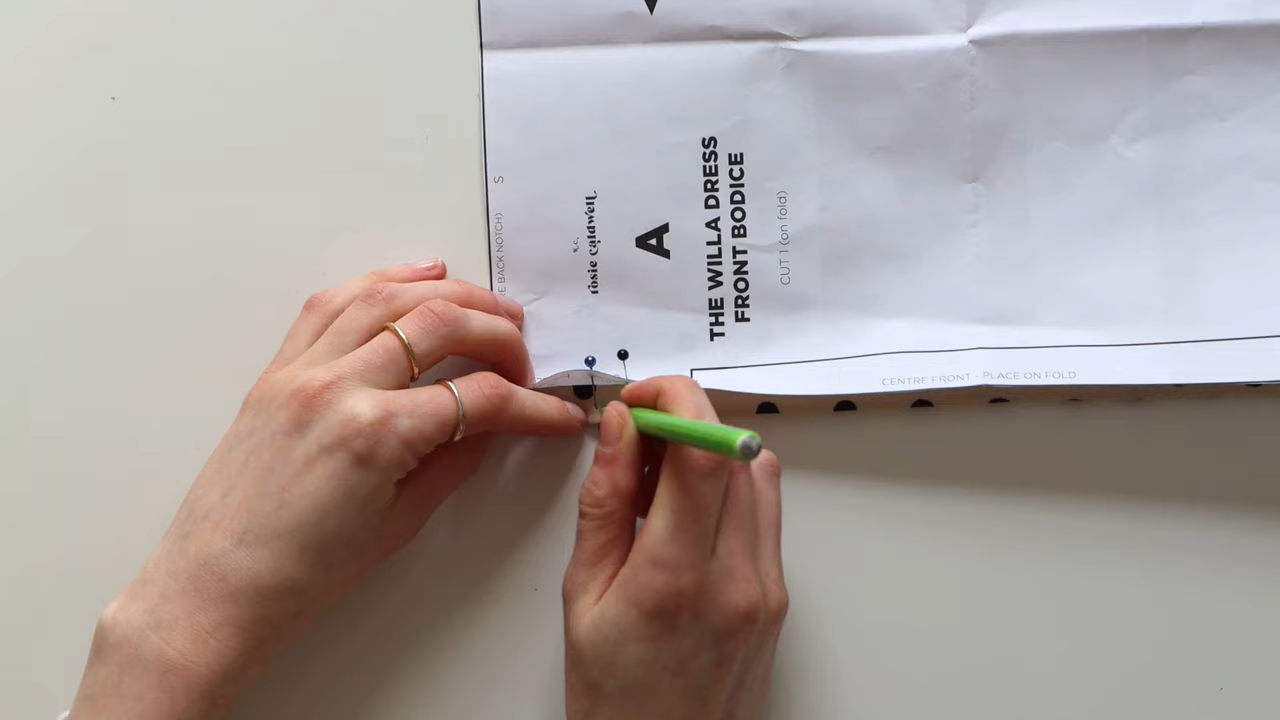 E BACK NOTCH)
S
rosie caldwell
A
THE WILLA DRESS
FRONT BODICE
CUT 1 (on fold)
CENTRE FRONT - PLACE ON FOLD